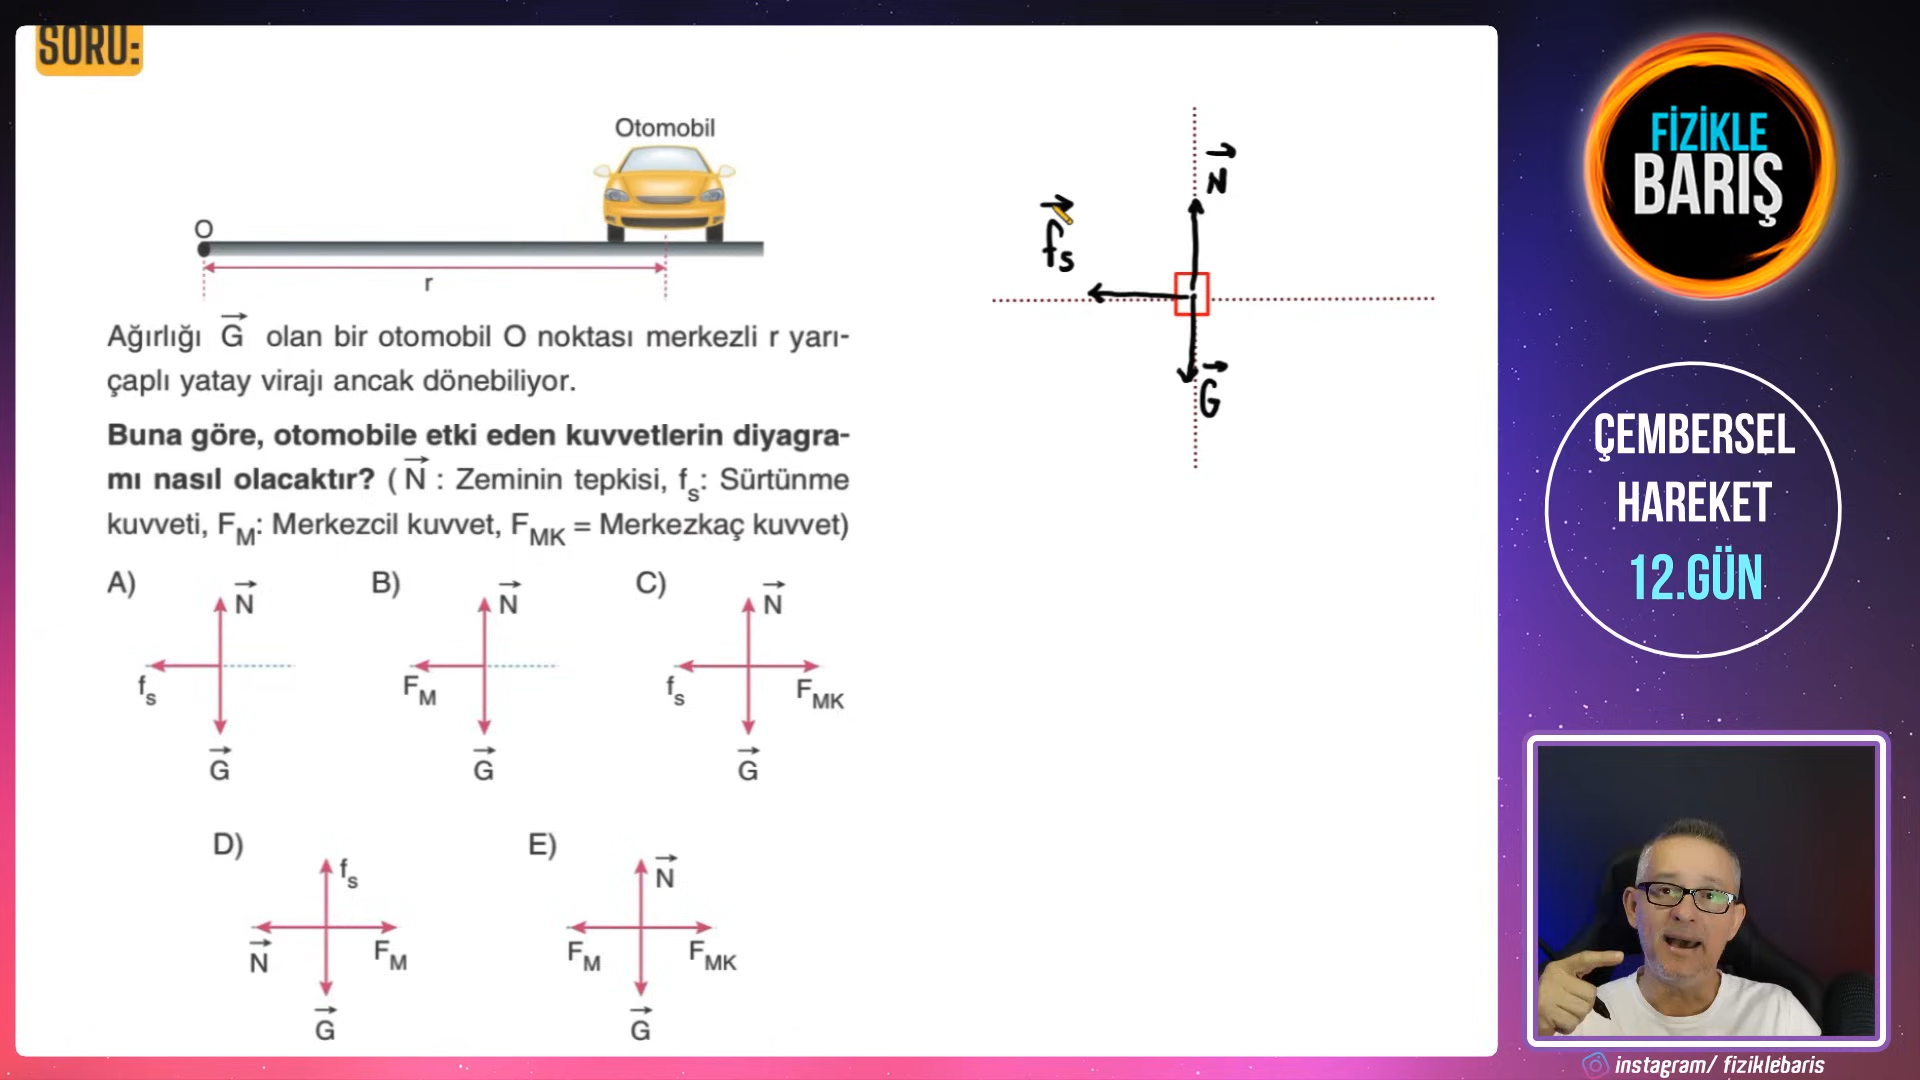 SORU:
Otomobil
O
r
Ağırlığı G olan bir otomobil O noktası merkezli r yarı-
çaplı yatay virajı ancak dönebiliyor.
Buna göre, otomobile etki eden kuvvetlerin diyagra-
mı nasıl olacaktır? ( N : Zeminin tepkisi, fs: Sürtünme
kuvveti, FM: Merkezcil kuvvet, FMK = Merkezkaç kuvvet)
A)
N
fs
G
B)
N
FM
G
C)
N
fs
FMK
G
D)
fs
N
FM
G
E)
N
FM
FMK
G
N
fs
G
FİZİKLE
BARIŞ
ÇEMBERSEL
HAREKET
12.GÜN
instagram/ fiziklebaris